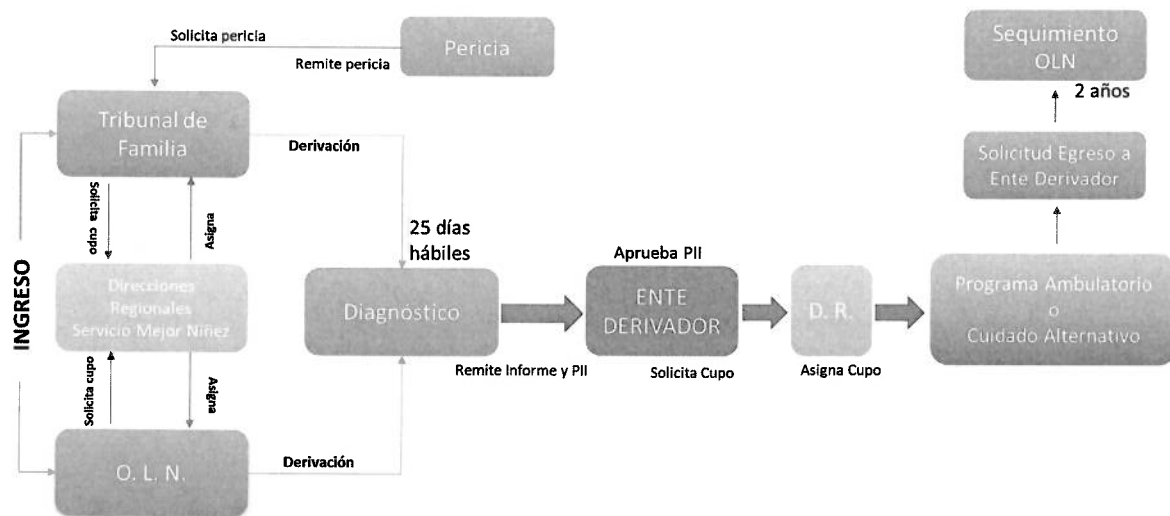 Solicita pericia
Remite pericia
Pericia
Tribunal de
Familia
Derivación
INGRESO
Solicita cupo
Asigna
Direcciones
Regionales
Servicio Mejor Niñez
Solicita cupo
Asigna
O. L. N.
Derivación
25 días
hábiles
Diagnóstico
Remite Informe y PII
Aprueba PII
ENTE
DERIVADOR
Solicita Cupo
D. R.
Asigna Cupo
Programa Ambulatorio
o
Cuidado Alternativo
Solicitud Egreso a
Ente Derivador
2 años
Sequimiento
OLN